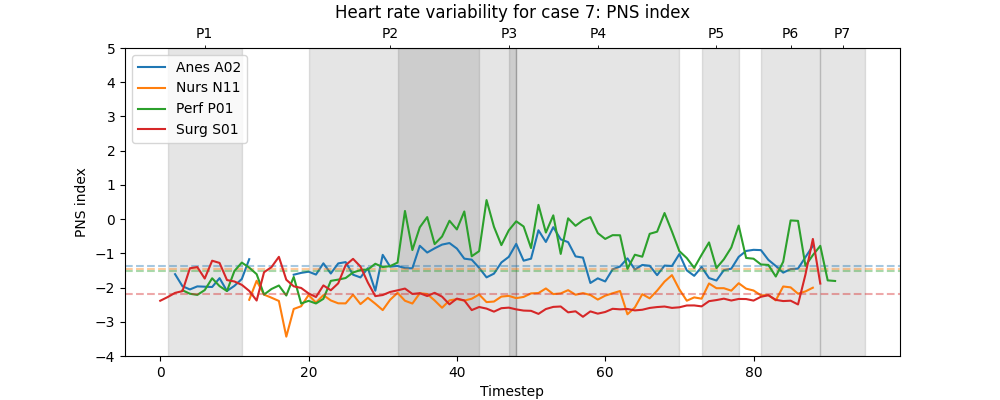 Heart rate variability for case 7: PNS index
P1 P2 P3 P4 P5 P6 P7
Anes A02
Nurs N11
Perf P01
Surg S01
PNS index
5
4
3
2
1
0
−1
−2
−3
−4
0 20 40 60 80
Timestep